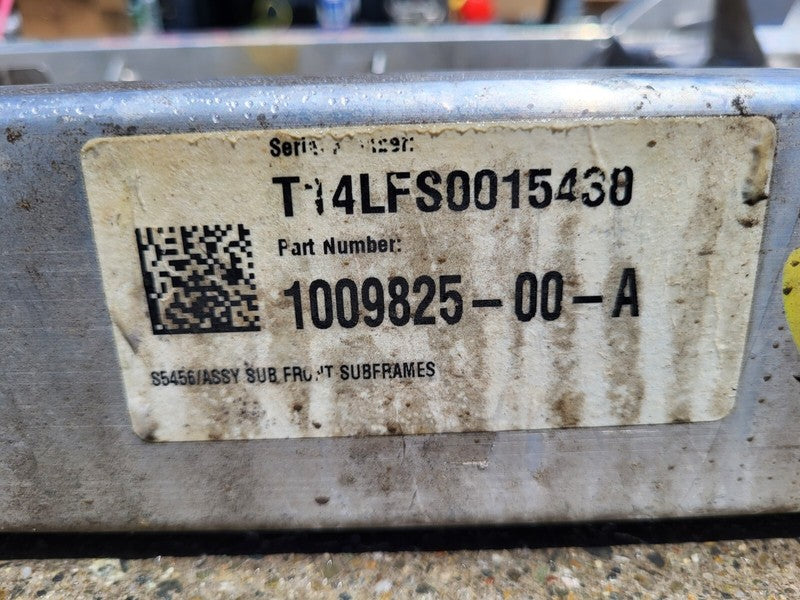 T14LFS0015430
Part Number:
1009825-00-A
S5456/ASSY SUB FRONT SUBFRAMES